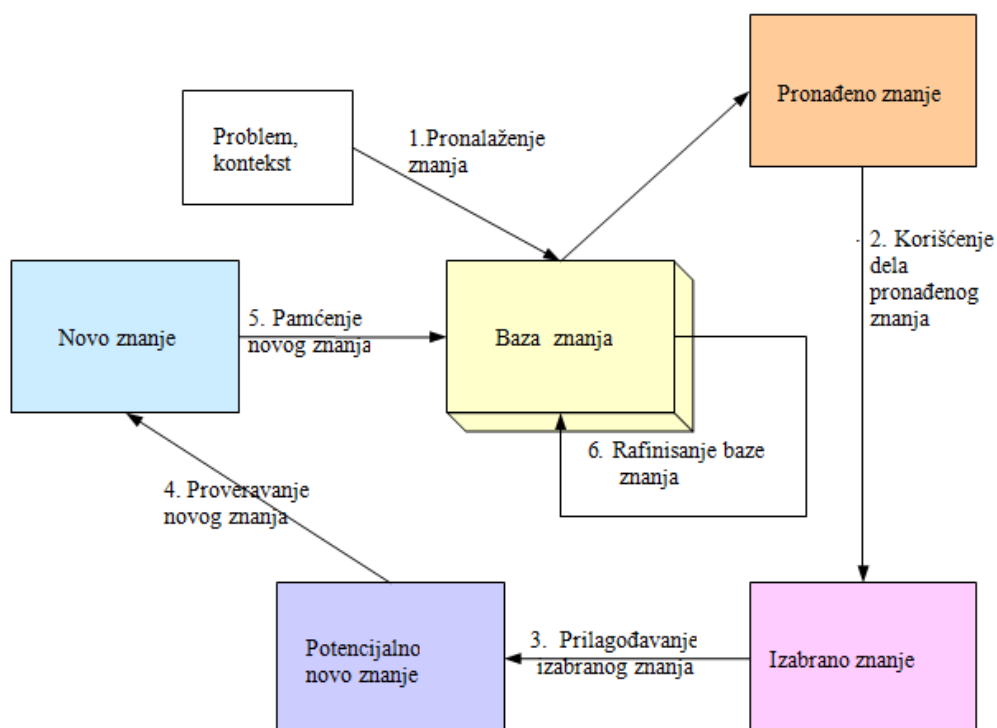 Pronađeno znanje
Problem,
kontekst
1.Pronalaženje
znanja
2. Korišćenje
dela
pronađenog
znanja
Novo znanje
5. Pamćenje
novog znanja
Baza znanja
6. Rafinisanje baze
znanja
4. Proveravanje
novog znanja
Potencijalno
novo znanje
3. Prilagođavanje
izabranog znanja
Izabrano znanje